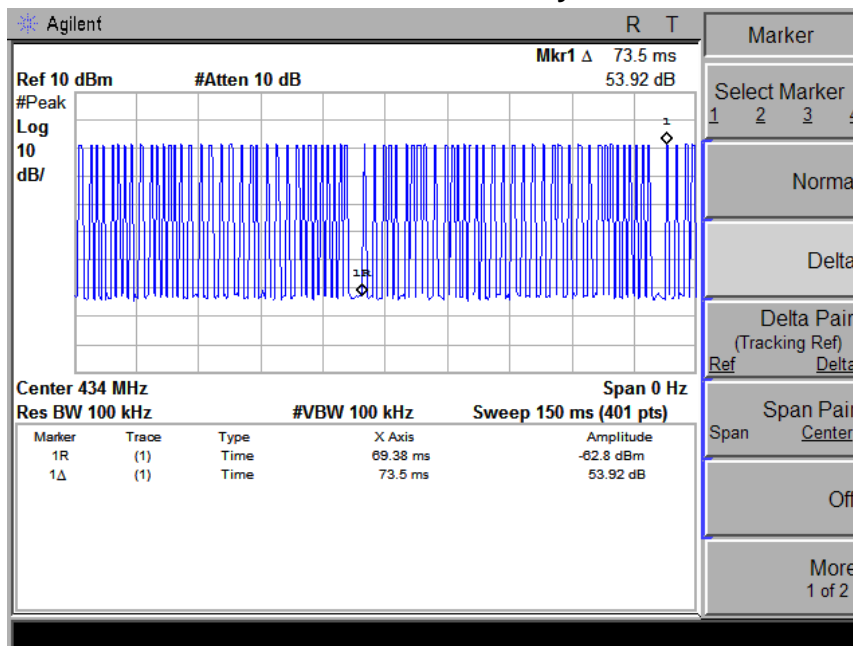 Agilent R T
Mkr1 Δ 73.5 ms
Ref 10 dBm #Atten 10 dB 53.92 dB
#Peak
Log
10
dB/
1
1R
Center 434 MHz Span 0 Hz
Res BW 100 kHz #VBW 100 kHz Sweep 150 ms (401 pts)
Marker Trace Type X Axis Amplitude
1R (1) Time 69.38 ms -62.8 dBm
1Δ (1) Time 73.5 ms 53.92 dB
Marker
Select Marker
1 2 3 4
Norma
Delta
Delta Pair
(Tracking Ref)
Ref Delta
Span Pair
Span Center
Off
More
1 of 2